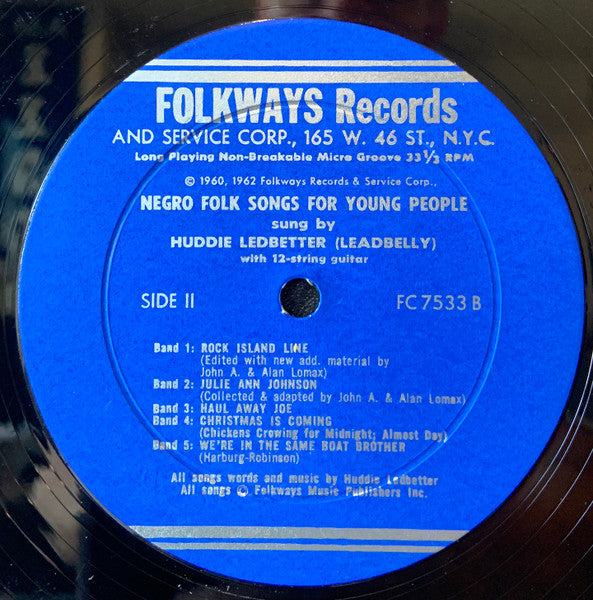 FOLKWAYS Records
AND SERVICE CORP., 165 W. 46 ST., N.Y.C.
Long Playing Non-Breakable Micro Groove 33⅓ RPM
© 1960, 1962 Folkways Records & Service Corp.,
NEGRO FOLK SONGS FOR YOUNG PEOPLE
sung by
HUDDIE LEDBETTER (LEADBELLY)
with 12-string guitar
SIDE II FC 7533 B
Band 1: ROCK ISLAND LINE
(Edited with new add. material by
John A. & Alan Lomax)
Band 2: JULIE ANN JOHNSON
(Collected & adapted by John A. & Alan Lomax)
Band 3: HAUL AWAY JOE
Band 4: CHRISTMAS IS COMING
(Chickens Crowing for Midnight; Almost Day)
Band 5: WE'RE IN THE SAME BOAT BROTHER
(Harburg-Robinson)
All songs words and music by Huddie Ledbetter
All songs © Folkways Music Publishers Inc.